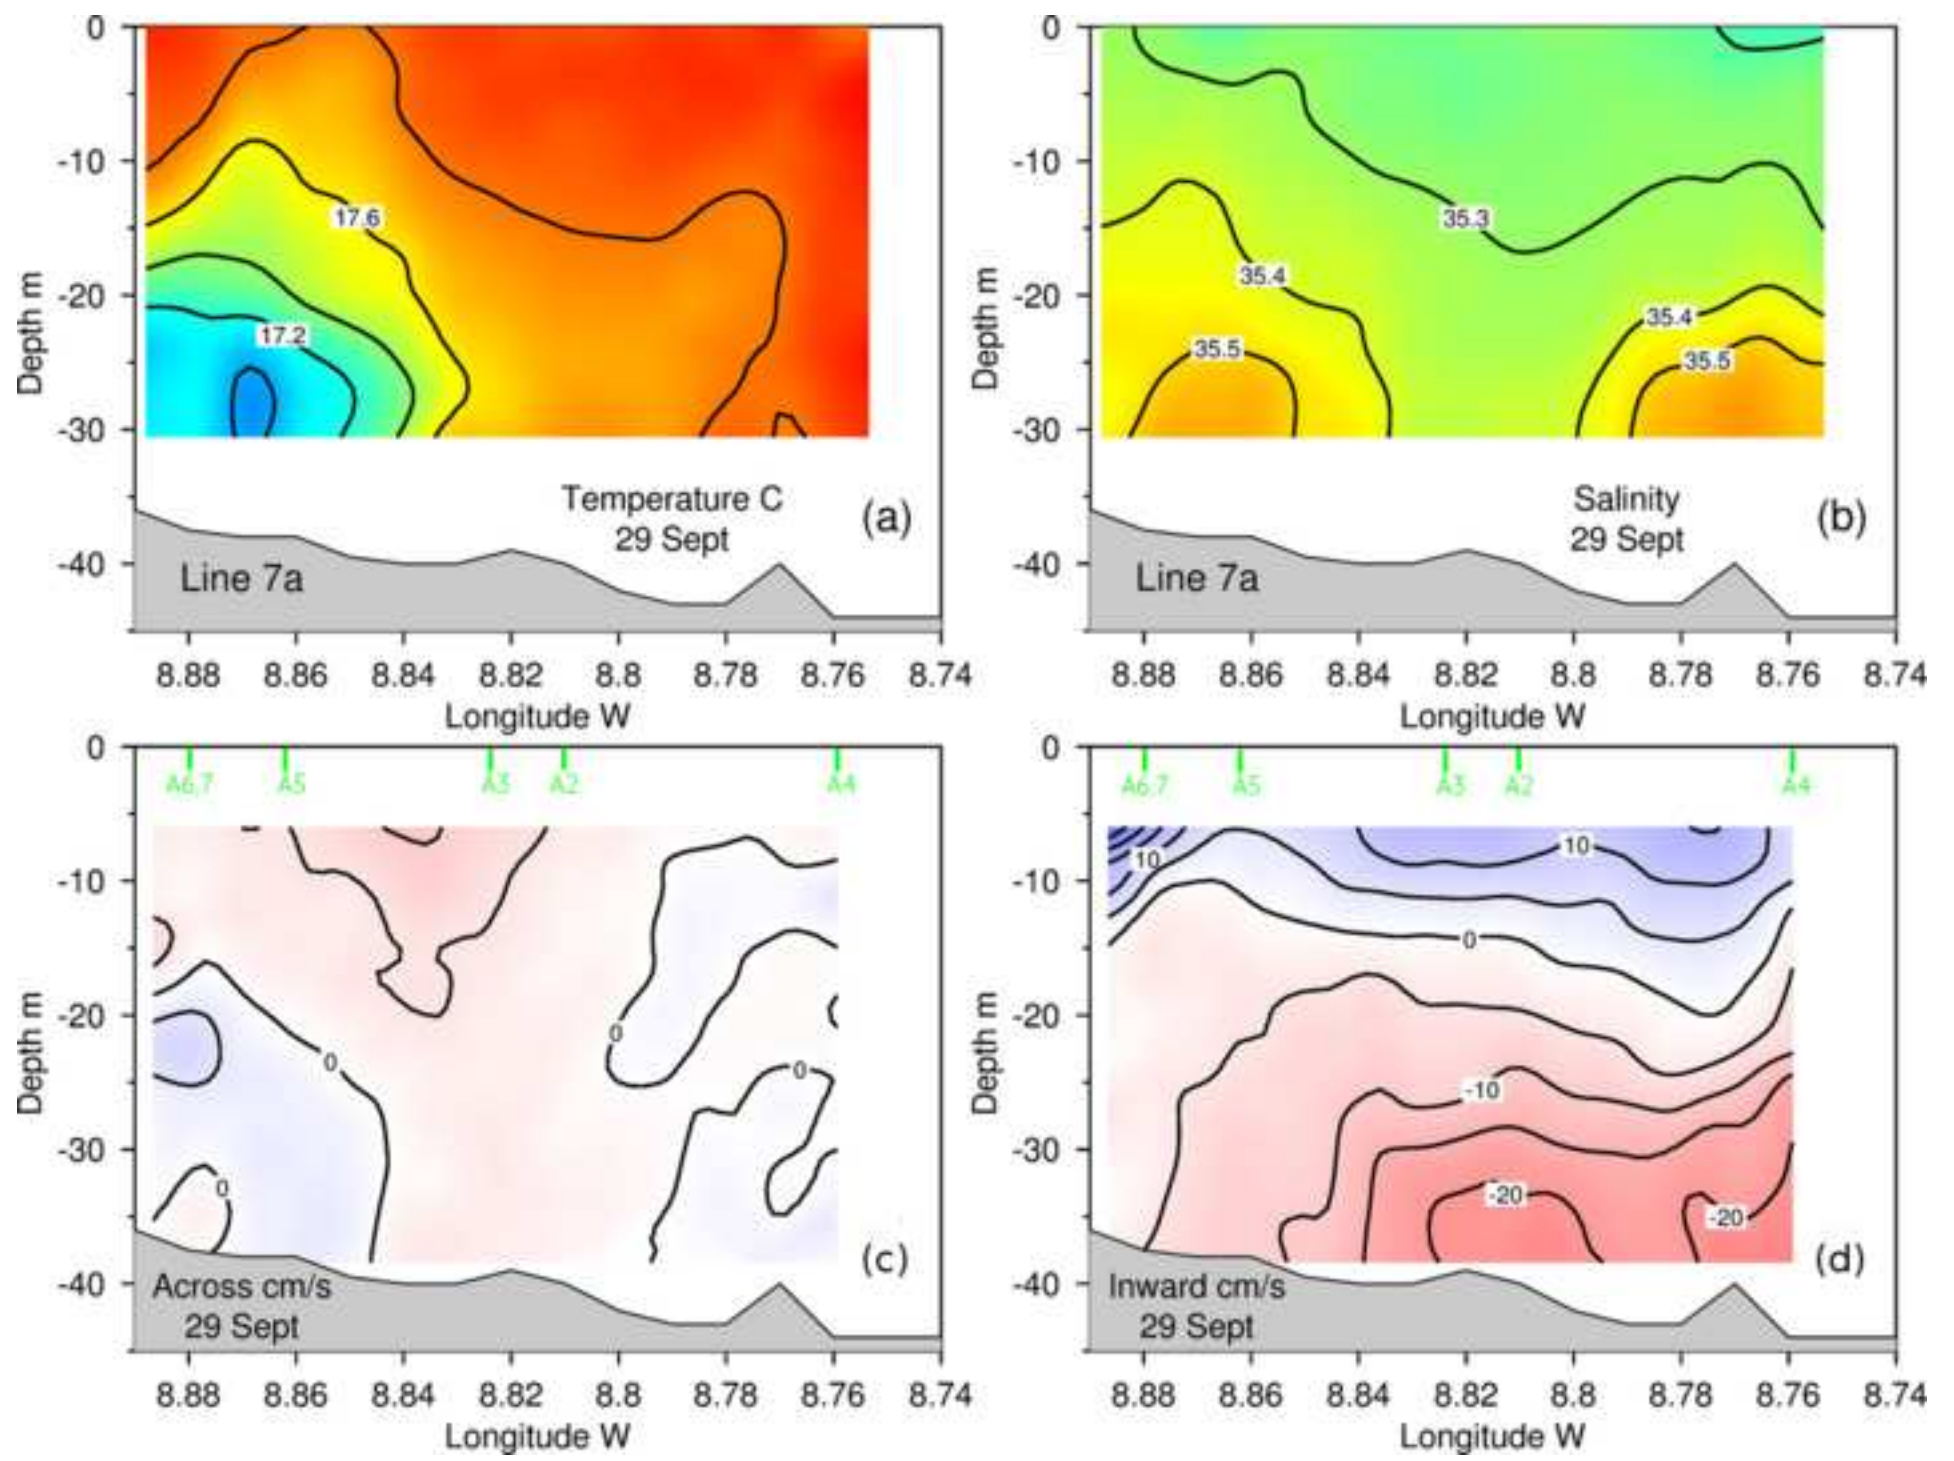 0
-10
-20
-30
-40
Depth m
17.6
17.2
Temperature C
29 Sept
(a)
Line 7a
8.88 8.86 8.84 8.82 8.8 8.78 8.76 8.74
Longitude W
0
-10
-20
-30
-40
Depth m
35.3
35.4
35.4
35.5
35.5
Salinity
29 Sept
(b)
Line 7a
8.88 8.86 8.84 8.82 8.8 8.78 8.76 8.74
Longitude W
0
-10
-20
-30
-40
Depth m
A6,7 A5 A3 A2 A4
0
0
0
0
(c)
Across cm/s
29 Sept
8.88 8.86 8.84 8.82 8.8 8.78 8.76 8.74
Longitude W
0
-10
-20
-30
-40
Depth m
A6,7 A5 A3 A2 A4
10
10
0
-10
-20
-20
(d)
Inward cm/s
29 Sept
8.88 8.86 8.84 8.82 8.8 8.78 8.76 8.74
Longitude W